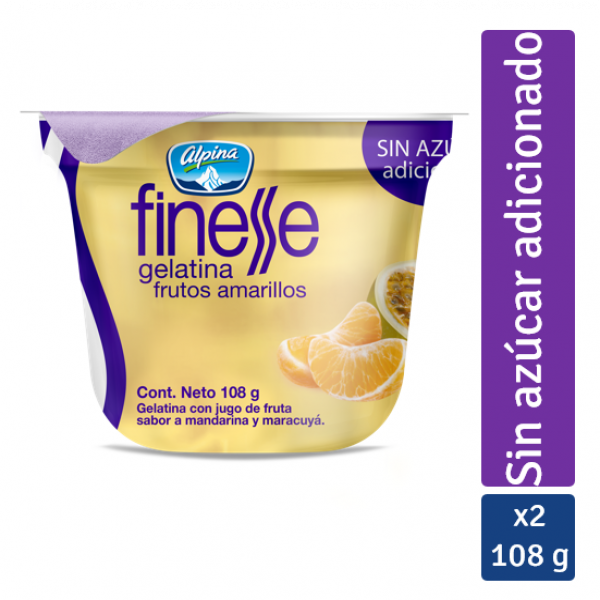 alpina
SIN AZÚ
adicio
finesse
gelatina
frutos amarillos
Cont. Neto 108 g
Gelatina con jugo de fruta
sabor a mandarina y maracuyá.
Sin azúcar adicionado
x2
108 g